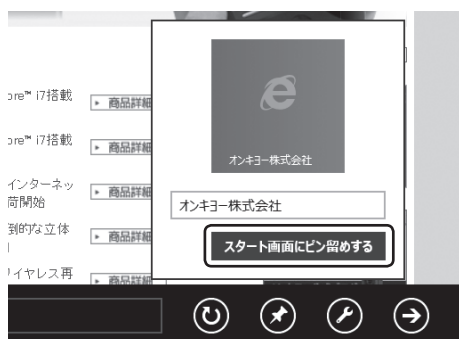 ore™ i7搭載
商品詳細
ore™ i7搭載
商品詳細
インターネッ
荷開始
商品詳細
到的な立体
商品詳細
イヤレス再
商品詳細
オンキヨー株式会社
オンキヨー株式会社
スタート画面にピン留めする